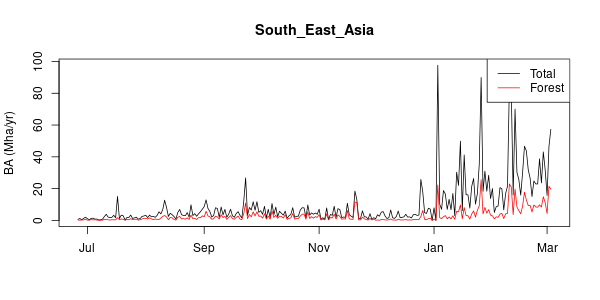 South_East_Asia
BA (Mha/yr)
100
80
60
40
20
0
Total
Forest
Jul Sep Nov Jan Mar